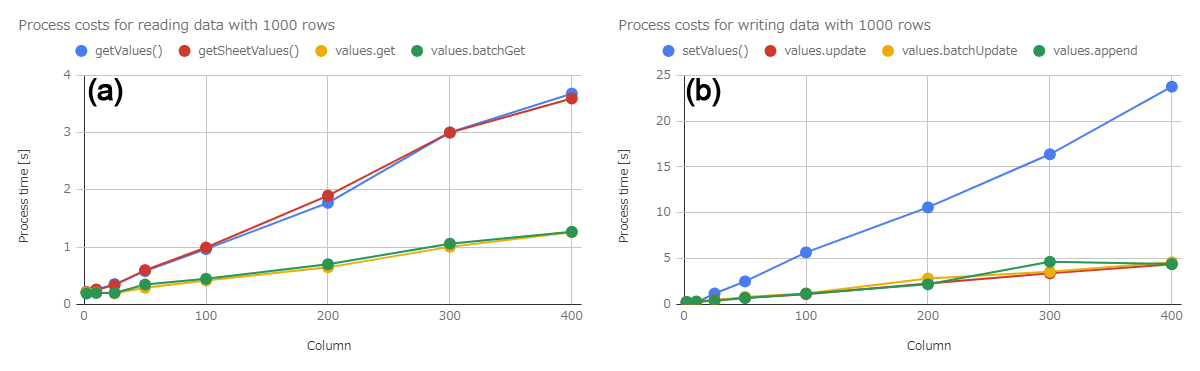 Process costs for reading data with 1000 rows
getValues() getSheetValues() values.get values.batchGet
(a)
4
3
2
1
0
Process time [s]
0 100 200 300 400
Column
Process costs for writing data with 1000 rows
setValues() values.update values.batchUpdate values.append
(b)
25
20
15
10
5
0
Process time [s]
0 100 200 300 400
Column